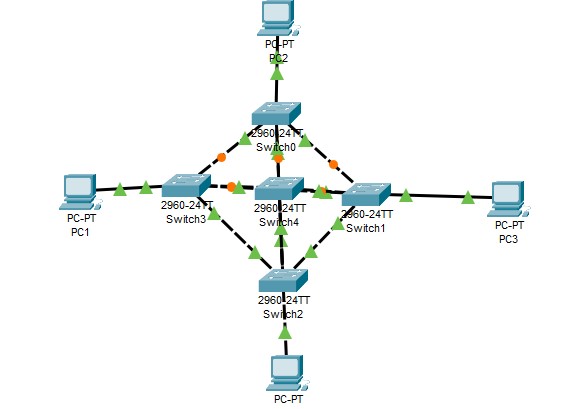 PC-PT
PC2
2960-24TT
Switch0
PC-PT
PC1
2960-24TT
Switch3
2960-24TT
Switch4
2960-24TT
Switch1
PC-PT
PC3
2960-24TT
Switch2
PC-PT